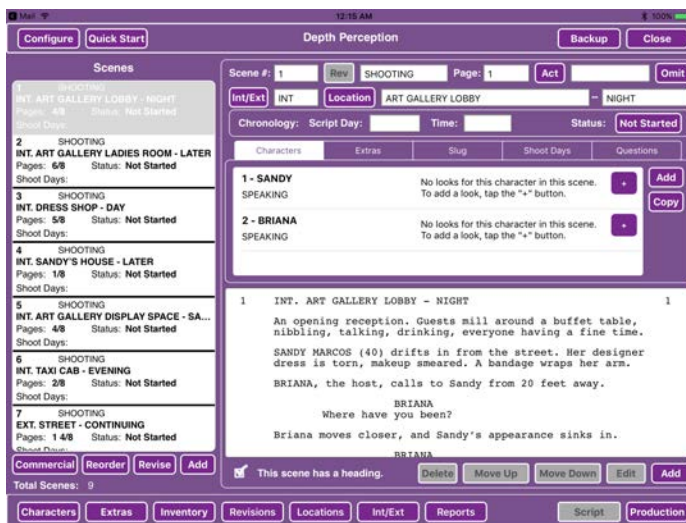 Mail 12:15 AM 100%
Configure Quick Start Depth Perception Backup Close
Scenes
1 SHOOTING
INT. ART GALLERY LOBBY - NIGHT
Pages: 4/8 Status: Not Started
Shoot Days:
2 SHOOTING
INT. ART GALLERY LADIES ROOM - LATER
Pages: 6/8 Status: Not Started
Shoot Days:
3 SHOOTING
INT. DRESS SHOP - DAY
Pages: 5/8 Status: Not Started
Shoot Days:
4 SHOOTING
INT. SANDY'S HOUSE - LATER
Pages: 1/8 Status: Not Started
Shoot Days:
5 SHOOTING
INT. ART GALLERY DISPLAY SPACE - SA...
Pages: 4/8 Status: Not Started
Shoot Days:
6 SHOOTING
INT. TAXI CAB - EVENING
Pages: 2/8 Status: Not Started
Shoot Days:
7 SHOOTING
EXT. STREET - CONTINUING
Pages: 1 4/8 Status: Not Started
Shoot Days:
Commercial Reorder Revise Add
Total Scenes: 9
Scene #: 1 Rev SHOOTING Page: 1 Act Omit
Int/Ext INT Location ART GALLERY LOBBY - NIGHT
Chronology: Script Day: Time: Status: Not Started
Characters Extras Slug Shoot Days Questions
1 - SANDY
SPEAKING
No looks for this character in this scene.
To add a look, tap the "+" button.
+
2 - BRIANA
SPEAKING
No looks for this character in this scene.
To add a look, tap the "+" button.
+
Add
Copy
1 INT. ART GALLERY LOBBY - NIGHT 1
An opening reception. Guests mill around a buffet table,
nibbling, talking, drinking, everyone having a fine time.
SANDY MARCOS (40) drifts in from the street. Her designer
dress is torn, makeup smeared. A bandage wraps her arm.
BRIANA, the host, calls to Sandy from 20 feet away.
BRIANA
Where have you been?
Briana moves closer, and Sandy's appearance sinks in.
BRIANA
This scene has a heading. Delete Move Up Move Down Edit Add
Characters Extras Inventory Revisions Locations Int/Ext Reports Script Production